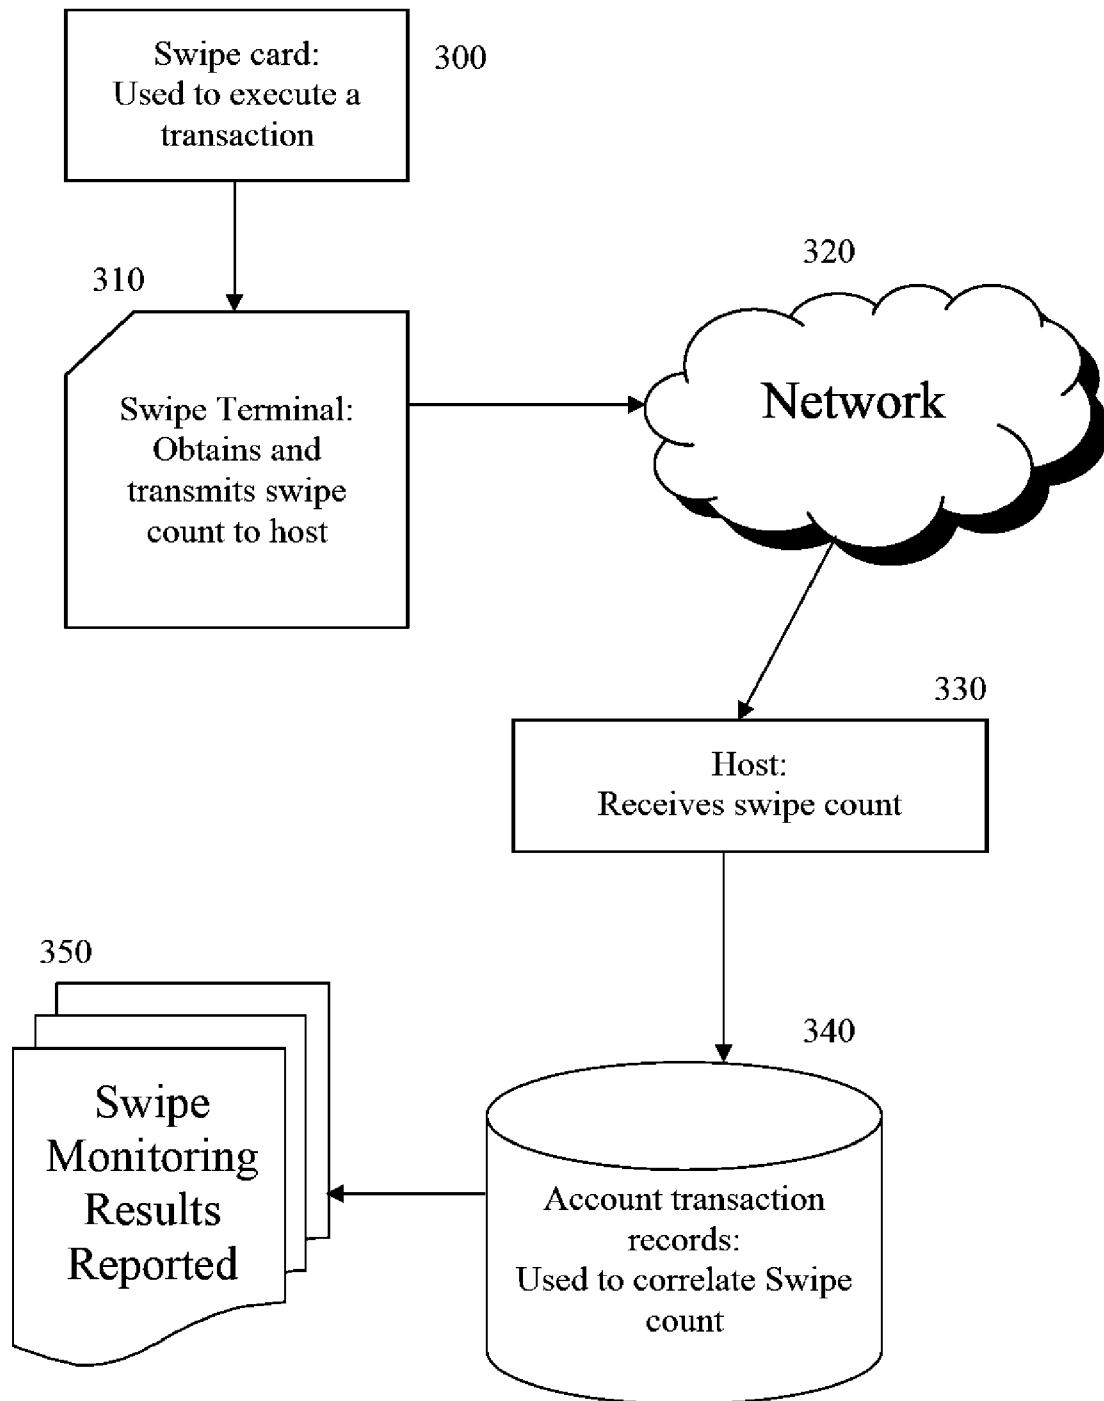 Swipe card:
Used to execute a
transaction
300
310
Swipe Terminal:
Obtains and
transmits swipe
count to host
320
Network
330
Host:
Receives swipe count
340
Account transaction
records:
Used to correlate Swipe
count
350
Swipe
Monitoring
Results
Reported